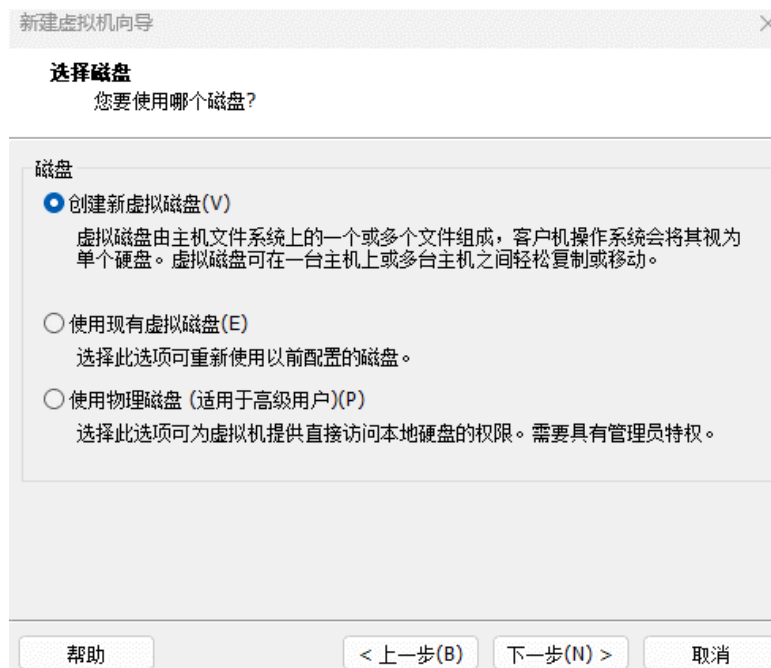 新建虚拟机向导
选择磁盘
您要使用哪个磁盘?
磁盘
创建新虚拟磁盘(V)
虚拟磁盘由主机文件系统上的一个或多个文件组成，客户机操作系统会将其视为
单个硬盘。虚拟磁盘可在一台主机上或多台主机之间轻松复制或移动。
使用现有虚拟磁盘(E)
选择此选项可重新使用以前配置的磁盘。
使用物理磁盘 (适用于高级用户)(P)
选择此选项可为虚拟机提供直接访问本地硬盘的权限。需要具有管理员特权。
帮助
< 上一步(B)
下一步(N) >
取消